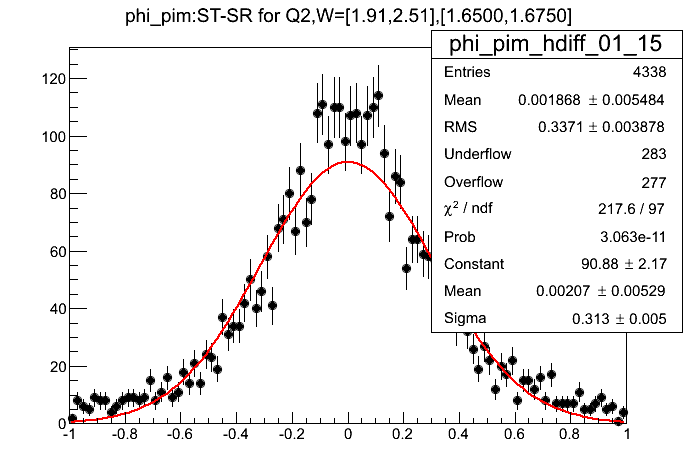 phi_pim:ST-SR for Q2,W=[1.91,2.51],[1.6500,1.6750]
phi_pim_hdiff_01_15
Entries 4338
Mean 0.001868 ± 0.005484
RMS 0.3371 ± 0.003878
Underflow 283
Overflow 277
χ² / ndf 217.6 / 97
Prob 3.063e-11
Constant 90.88 ± 2.17
Mean 0.00207 ± 0.00529
Sigma 0.313 ± 0.005
120
100
80
60
40
20
0
-1 -0.8 -0.6 -0.4 -0.2 0 0.2 0.4 0.6 0.8 1